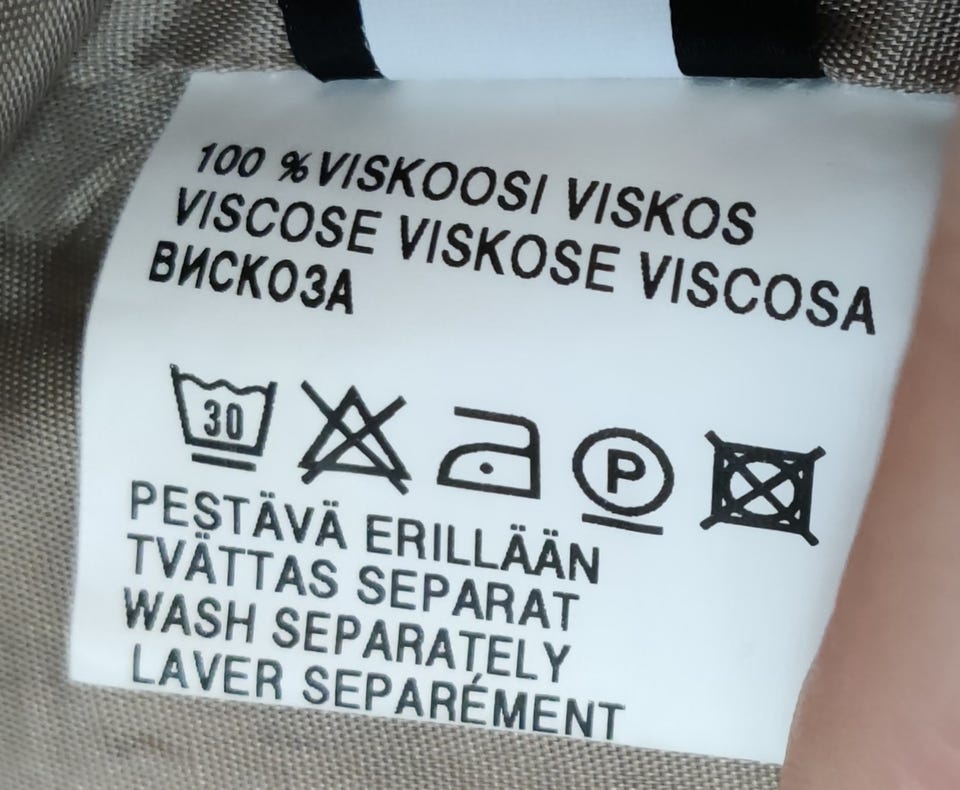 100 % VISKOOSI VISKOS
VISCOSE VISKOSE VISCOSA
ВИСКОЗА
30 P
PESTÄVÄ ERILLÄÄN
TVÄTTAS SEPARAT
WASH SEPARATELY
LAVER SEPARÉMENT